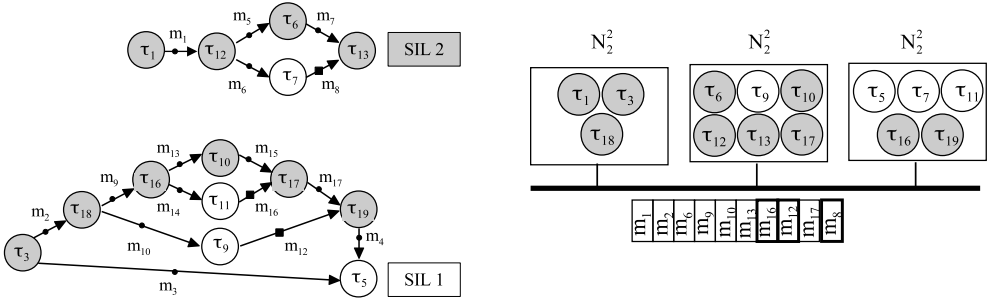 τ1 m1 τ12 m5 τ6 m7 τ13 SIL 2
m6 τ7 m8
τ3 m2 τ18 m9 τ16 m13 τ10 m15 τ17 m17 τ19
m14 τ11 m16
m10 τ9 m12 m4
m3 τ5 SIL 1
N₂² N₂² N₂²
τ1 τ3 τ6 τ9 τ10 τ5 τ7 τ11
τ18 τ12 τ13 τ17 τ16 τ19
m1 m2 m6 m9 m10 m13 m16 m12 m17 m8